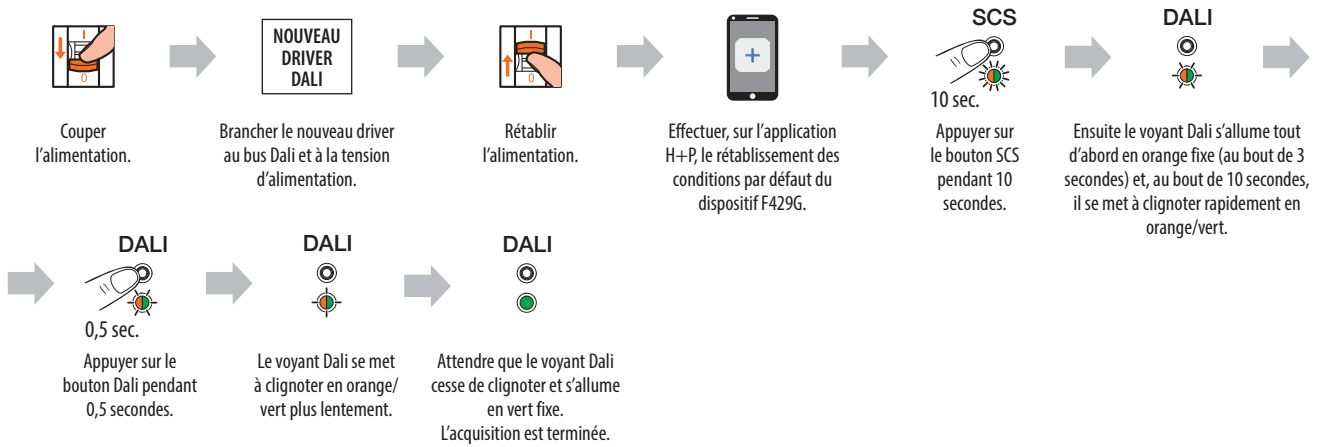 I
0
Couper
l’alimentation.
NOUVEAU
DRIVER
DALI
Brancher le nouveau driver
au bus Dali et à la tension
d’alimentation.
I
0
Rétablir
l’alimentation.
+
Effectuer, sur l’application
H+P, le rétablissement des
conditions par défaut du
dispositif F429G.
SCS
10 sec.
Appuyer sur
le bouton SCS
pendant 10
secondes.
DALI
Ensuite le voyant Dali s’allume tout
d’abord en orange fixe (au bout de 3
secondes) et, au bout de 10 secondes,
il se met à clignoter rapidement en
orange/vert.
DALI
0,5 sec.
Appuyer sur le
bouton Dali pendant
0,5 secondes.
DALI
Le voyant Dali se met
à clignoter en orange/
vert plus lentement.
DALI
Attendre que le voyant Dali
cesse de clignoter et s’allume
en vert fixe.
L’acquisition est terminée.